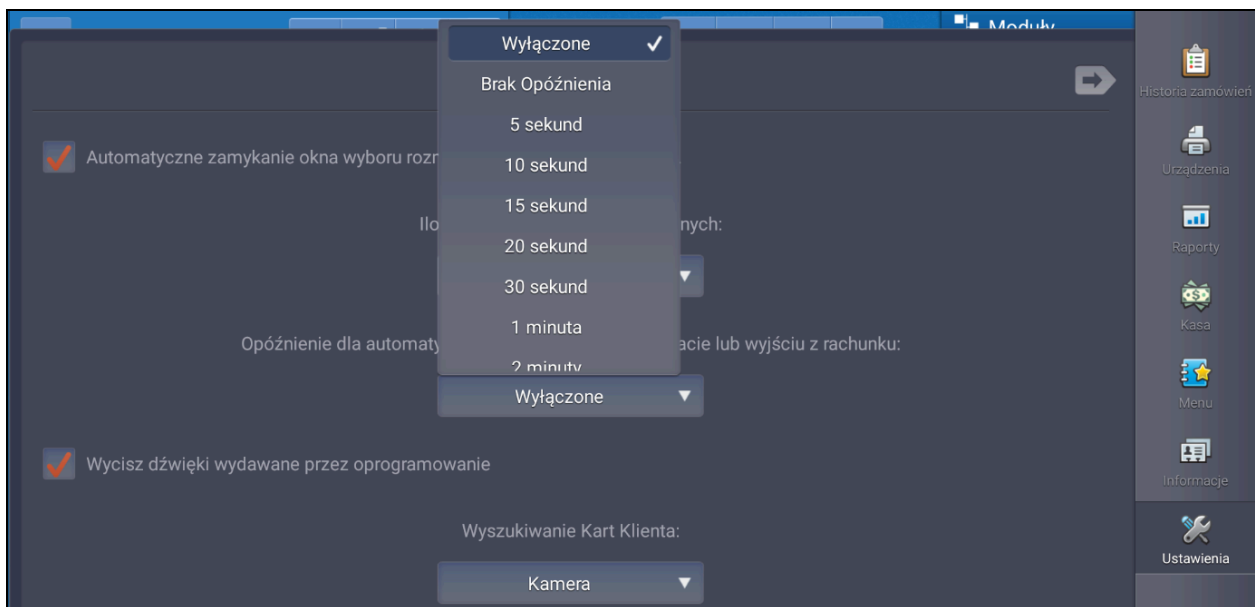 Moduły
Wyłączone
Brak Opóźnienia
5 sekund
10 sekund
15 sekund
20 sekund
30 sekund
1 minuta
2 minuty
Automatyczne zamykanie okna wyboru rozm
Ilo
nych:
Opóźnienie dla automaty
acie lub wyjściu z rachunku:
Wyłączone
Wycisz dźwięki wydawane przez oprogramowanie
Wyszukiwanie Kart Klienta:
Kamera
Historia zamówień
Urządzenia
Raporty
Kasa
Menu
Informacje
Ustawienia